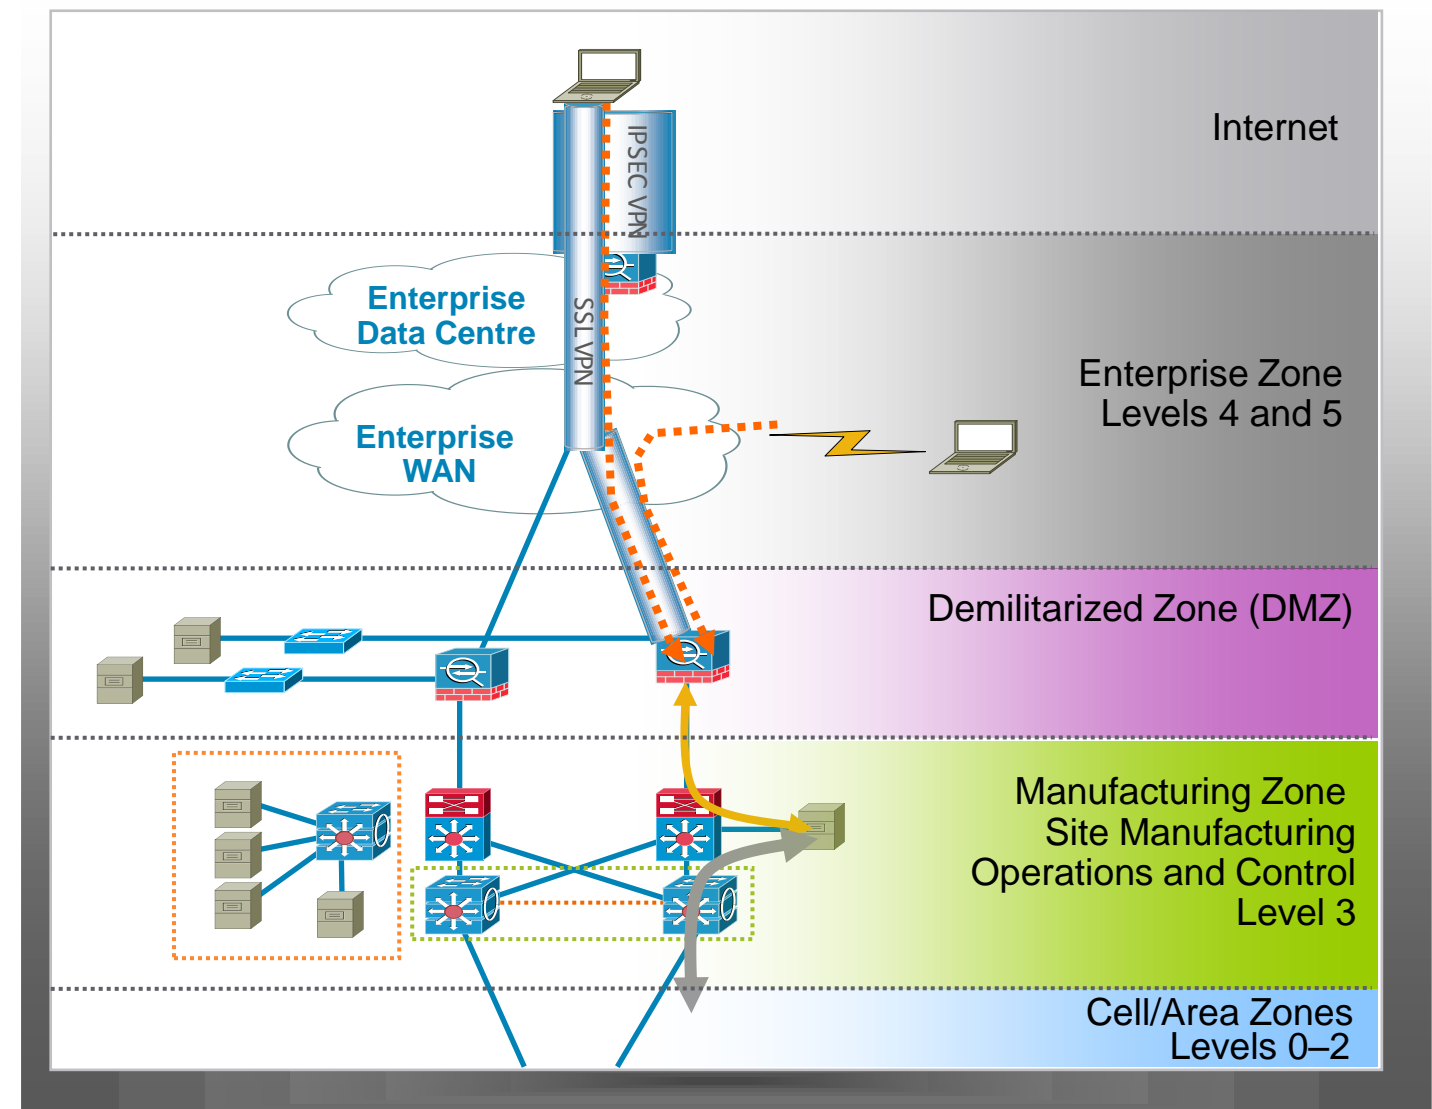 Internet
IPSEC VPN
SSL VPN
Enterprise
Data Centre
Enterprise Zone
Levels 4 and 5
Enterprise
WAN
Demilitarized Zone (DMZ)
Manufacturing Zone
Site Manufacturing
Operations and Control
Level 3
Cell/Area Zones
Levels 0–2